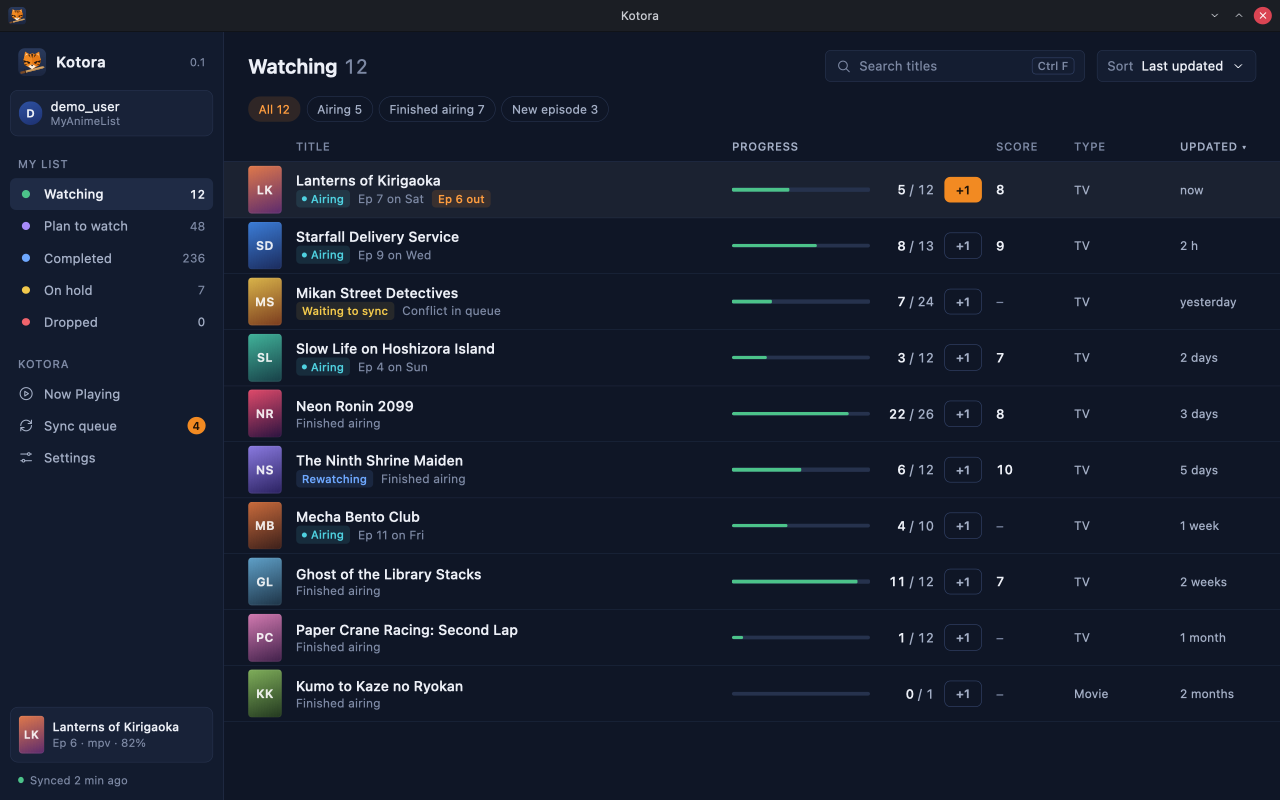 Kotora
Kotora 0.1
D demo_user
MyAnimeList
MY LIST
Watching 12
Plan to watch 48
Completed 236
On hold 7
Dropped 0
KOTORA
Now Playing
Sync queue 4
Settings
LK Lanterns of Kirigaoka
Ep 6 · mpv · 82%
Synced 2 min ago
Watching 12
Search titles Ctrl F
Sort Last updated
All 12 Airing 5 Finished airing 7 New episode 3
TITLE PROGRESS SCORE TYPE UPDATED
LK Lanterns of Kirigaoka 5 / 12 +1 8 TV now
Airing Ep 7 on Sat Ep 6 out
SD Starfall Delivery Service 8 / 13 +1 9 TV 2 h
Airing Ep 9 on Wed
MS Mikan Street Detectives 7 / 24 +1 – TV yesterday
Waiting to sync Conflict in queue
SL Slow Life on Hoshizora Island 3 / 12 +1 7 TV 2 days
Airing Ep 4 on Sun
NR Neon Ronin 2099 22 / 26 +1 8 TV 3 days
Finished airing
NS The Ninth Shrine Maiden 6 / 12 +1 10 TV 5 days
Rewatching Finished airing
MB Mecha Bento Club 4 / 10 +1 – TV 1 week
Airing Ep 11 on Fri
GL Ghost of the Library Stacks 11 / 12 +1 7 TV 2 weeks
Finished airing
PC Paper Crane Racing: Second Lap 1 / 12 +1 – TV 1 month
Finished airing
KK Kumo to Kaze no Ryokan 0 / 1 +1 – Movie 2 months
Finished airing